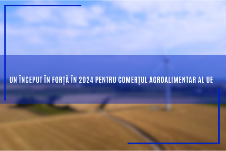 UN ÎNCEPUT ÎN FORȚĂ ÎN 2024 PENTRU COMERȚUL AGROALIMENTAR AL UE